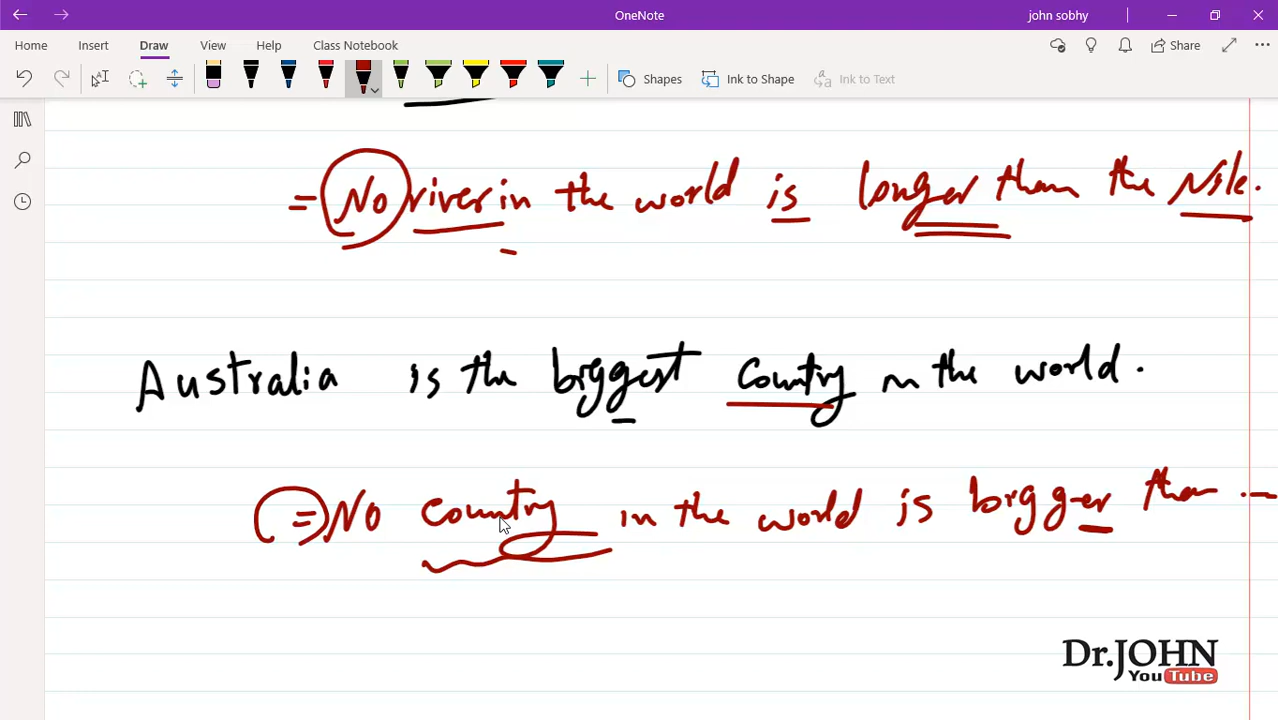 OneNote
john sobhy
Home Insert Draw View Help Class Notebook
Share
Shapes Ink to Shape Ink to Text
= No river in the world is longer than the Nile.
Australia is the biggest country in the world.
= No country in the world is bigger than ...
Dr.JOHN
YouTube